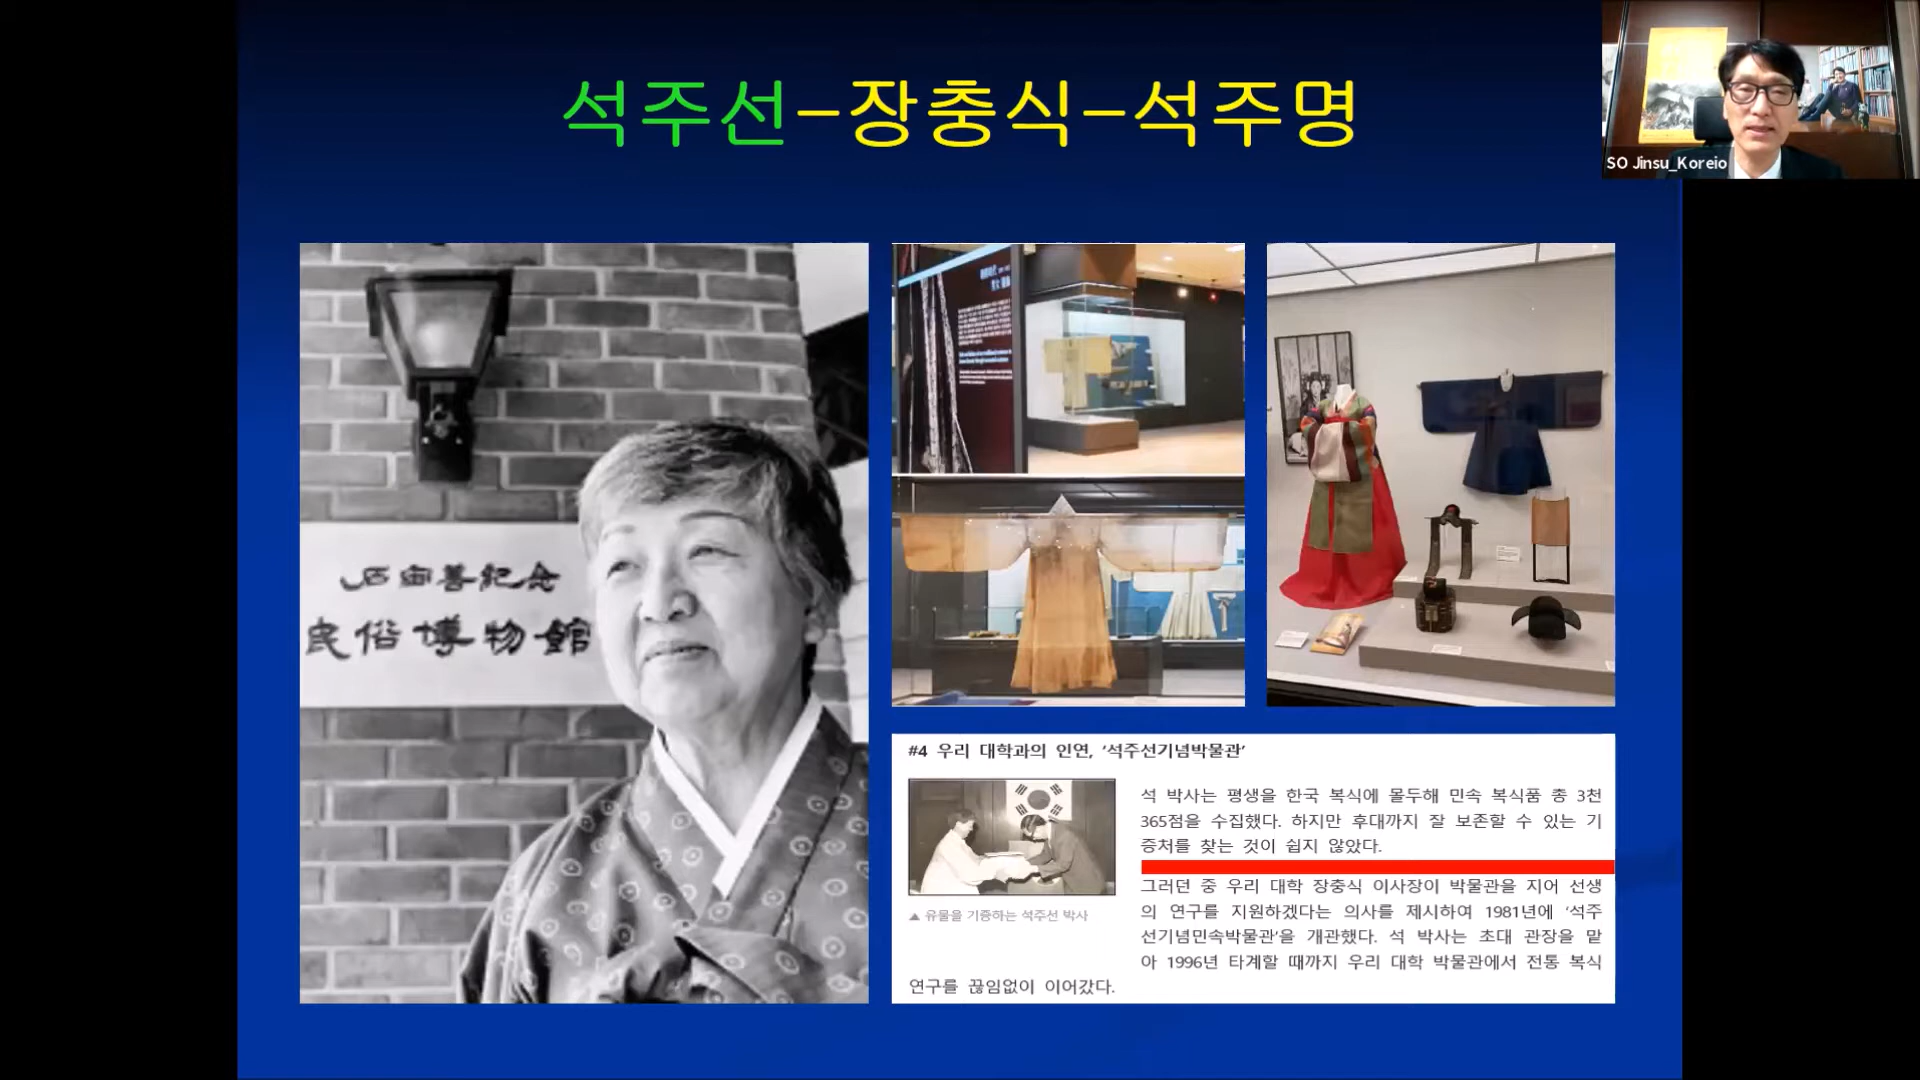 석주선-장충식-석주명
SO Jinsu_Koreio
石宙善紀念
民俗博物館
#4 우리 대학과의 인연, ‘석주선기념박물관’
석 박사는 평생을 한국 복식에 몰두해 민속 복식품 총 3천
365점을 수집했다. 하지만 후대까지 잘 보존할 수 있는 기
증처를 찾는 것이 쉽지 않았다.
그러던 중 우리 대학 장충식 이사장이 박물관을 지어 선생
의 연구를 지원하겠다는 의사를 제시하여 1981년에 ‘석주
선기념민속박물관’을 개관했다. 석 박사는 초대 관장을 맡
아 1996년 타계할 때까지 우리 대학 박물관에서 전통 복식
연구를 끊임없이 이어갔다.
▲ 유물을 기증하는 석주선 박사